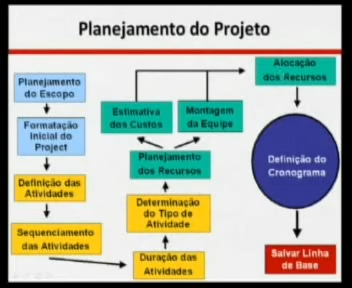 Planejamento do Projeto
Planejamento
do Escopo
Formatação
Inicial do
Project
Definição das
Atividades
Sequenciamento
das Atividades
Duração das
Atividades
Determinação
do Tipo de
Atividade
Planejamento
dos Recursos
Estimativa
dos Custos
Montagem
da Equipe
Alocação
dos Recursos
Definição do
Cronograma
Salvar Linha
de Base